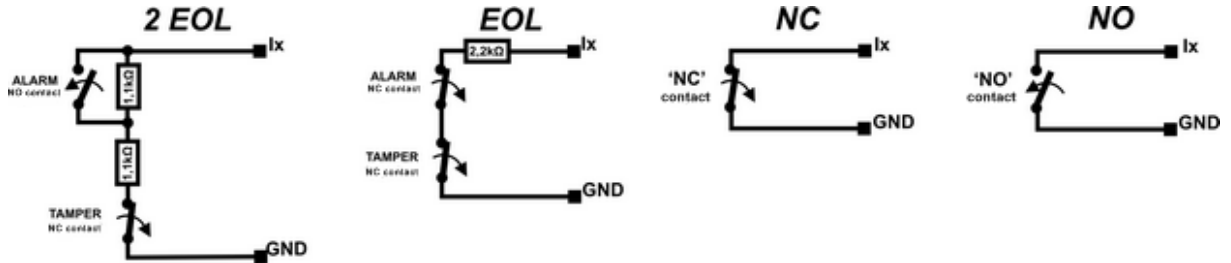 2 EOL
Ix
ALARM
NO contact
1,1kΩ
1,1kΩ
TAMPER
NC contact
GND
EOL
2,2kΩ
Ix
ALARM
NC contact
TAMPER
NC contact
GND
NC
Ix
'NC'
contact
GND
NO
Ix
'NO'
contact
GND